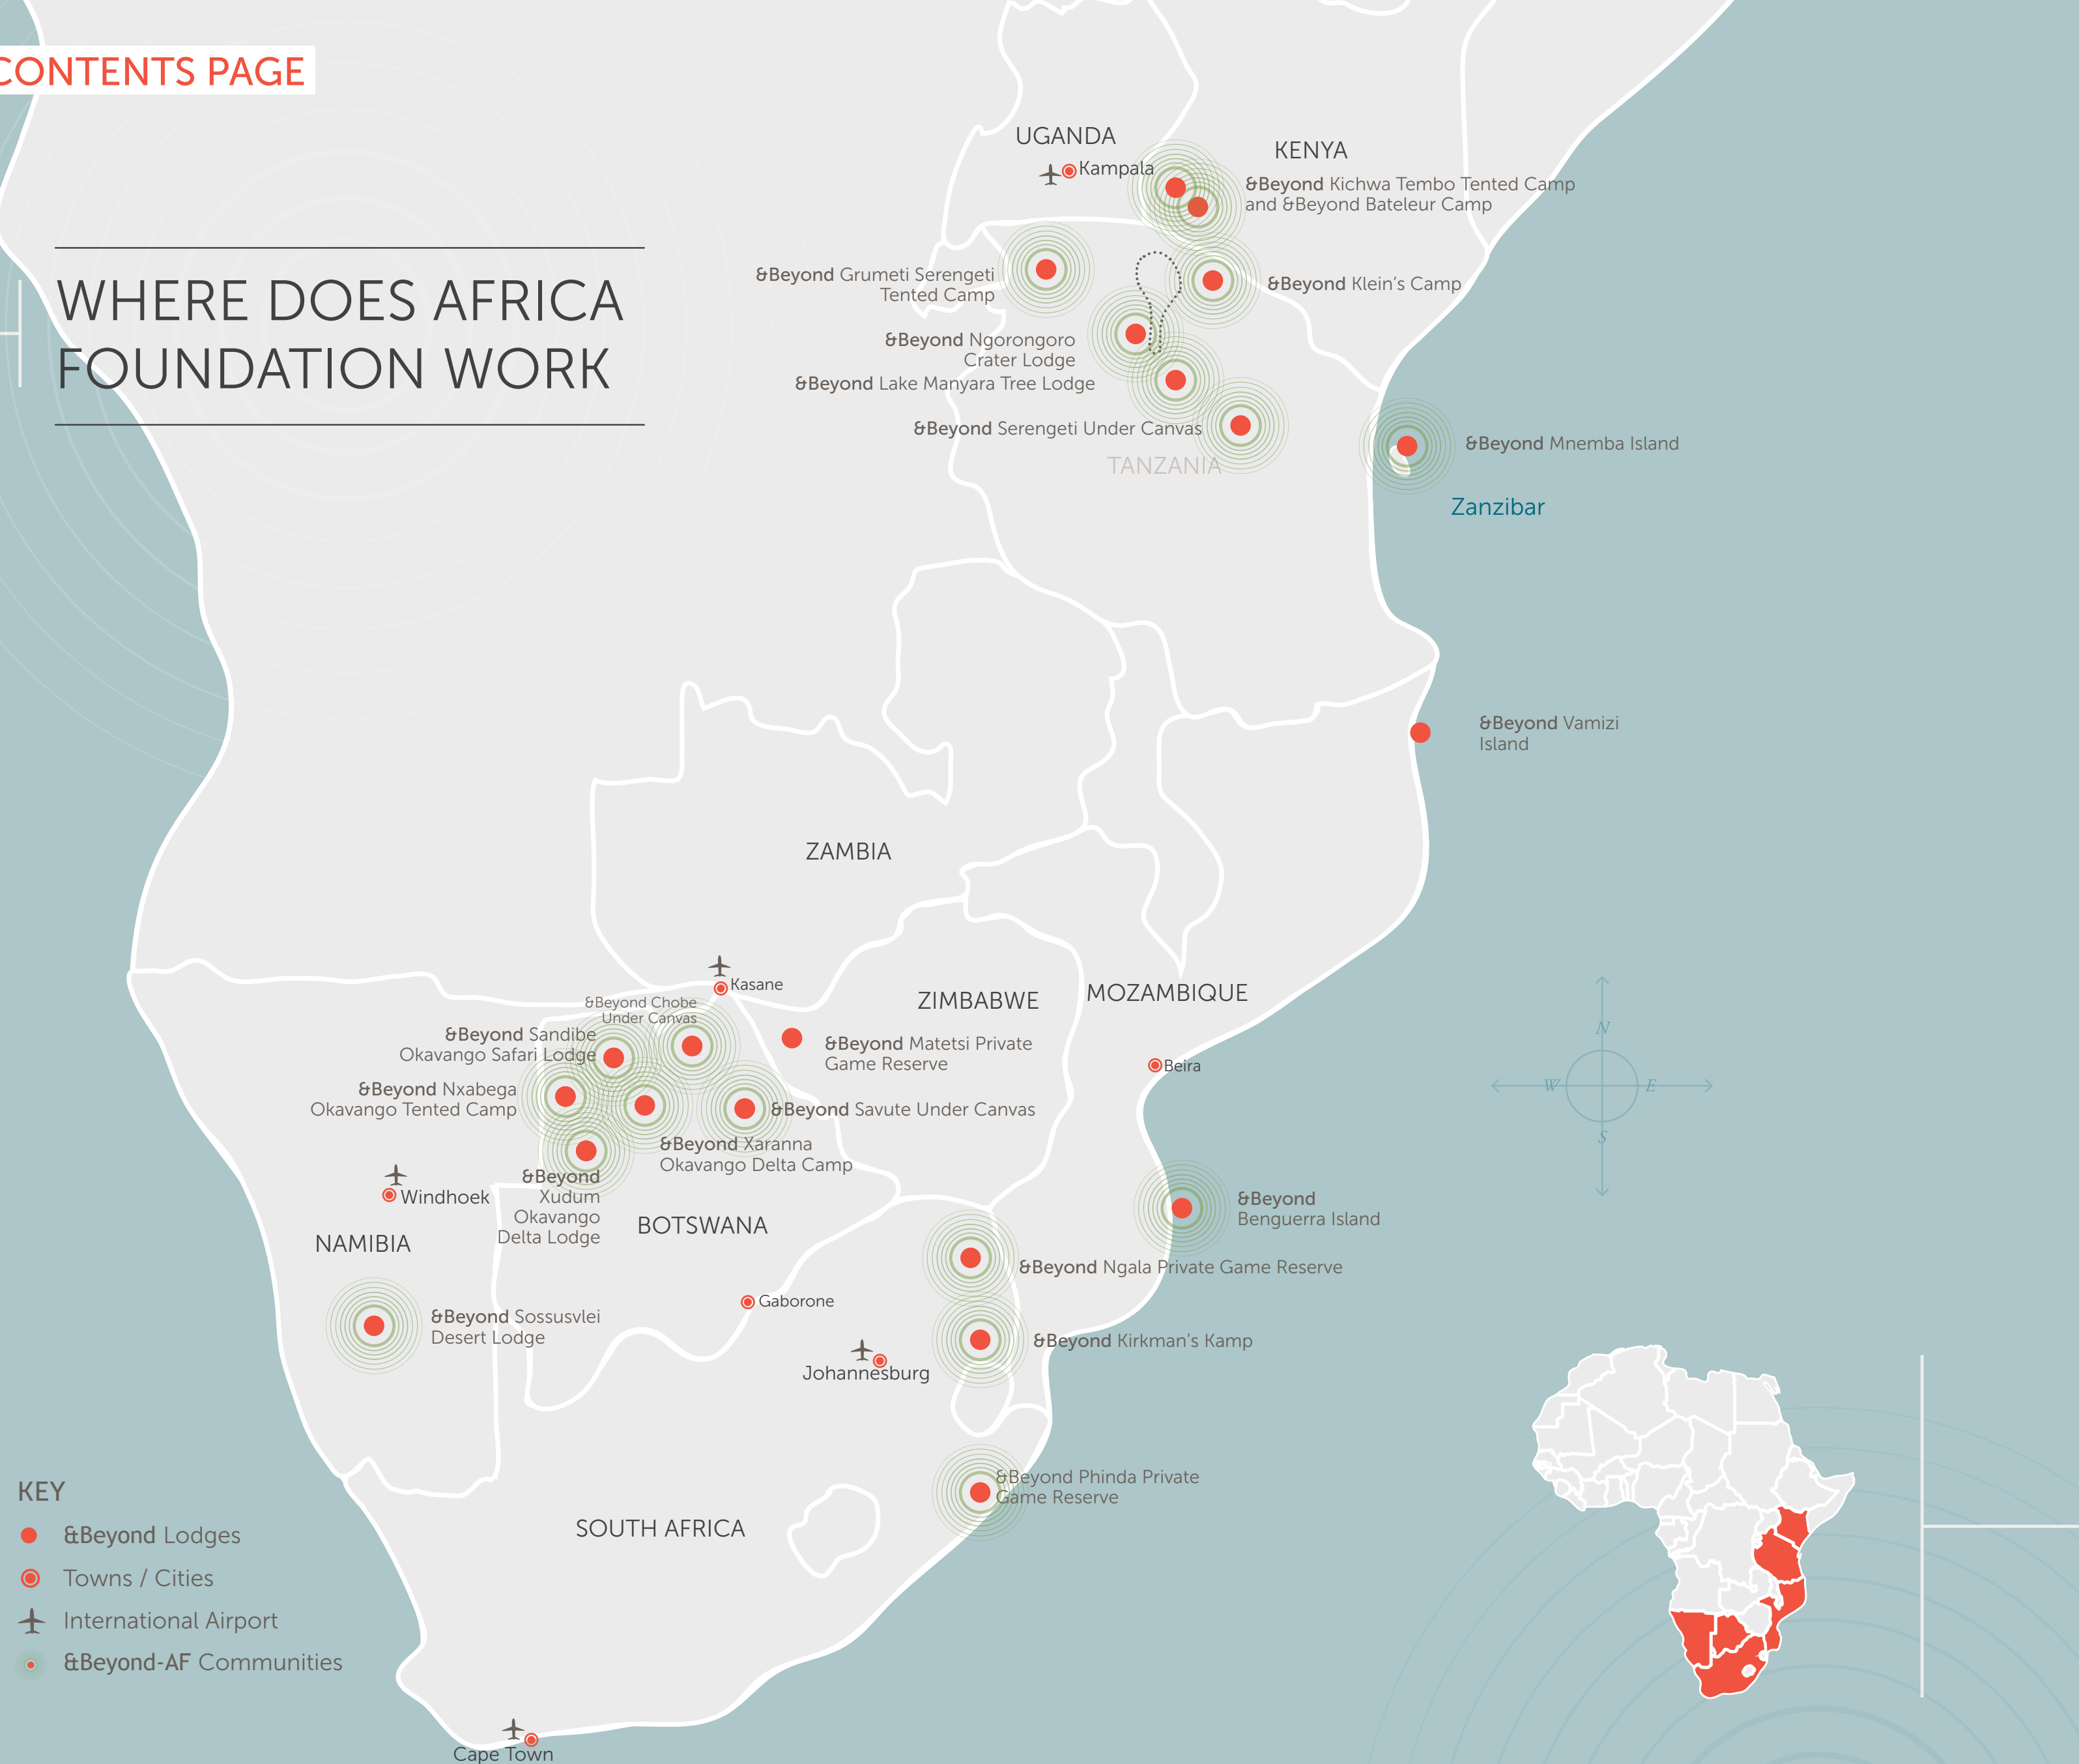 CONTENTS PAGE
WHERE DOES AFRICA
FOUNDATION WORK
UGANDA
Kampala
KENYA
&Beyond Kichwa Tembo Tented Camp
and &Beyond Bateleur Camp
&Beyond Grumeti Serengeti
Tented Camp
&Beyond Klein's Camp
&Beyond Ngorongoro
Crater Lodge
&Beyond Lake Manyara Tree Lodge
&Beyond Serengeti Under Canvas
TANZANIA
&Beyond Mnemba Island
Zanzibar
&Beyond Vamizi
Island
ZAMBIA
Kasane
&Beyond Chobe
Under Canvas
ZIMBABWE
MOZAMBIQUE
&Beyond Sandibe
Okavango Safari Lodge
&Beyond Matetsi Private
Game Reserve
Beira
&Beyond Nxabega
Okavango Tented Camp
&Beyond Savute Under Canvas
&Beyond Xaranna
Okavango Delta Camp
&Beyond
Xudum
Okavango
Delta Lodge
Windhoek
NAMIBIA
BOTSWANA
&Beyond
Benguerra Island
&Beyond Ngala Private Game Reserve
Gaborone
&Beyond Sossusvlei
Desert Lodge
&Beyond Kirkman's Kamp
Johannesburg
&Beyond Phinda Private
Game Reserve
SOUTH AFRICA
Cape Town
N
W E
S
KEY
&Beyond Lodges
Towns / Cities
International Airport
&Beyond-AF Communities